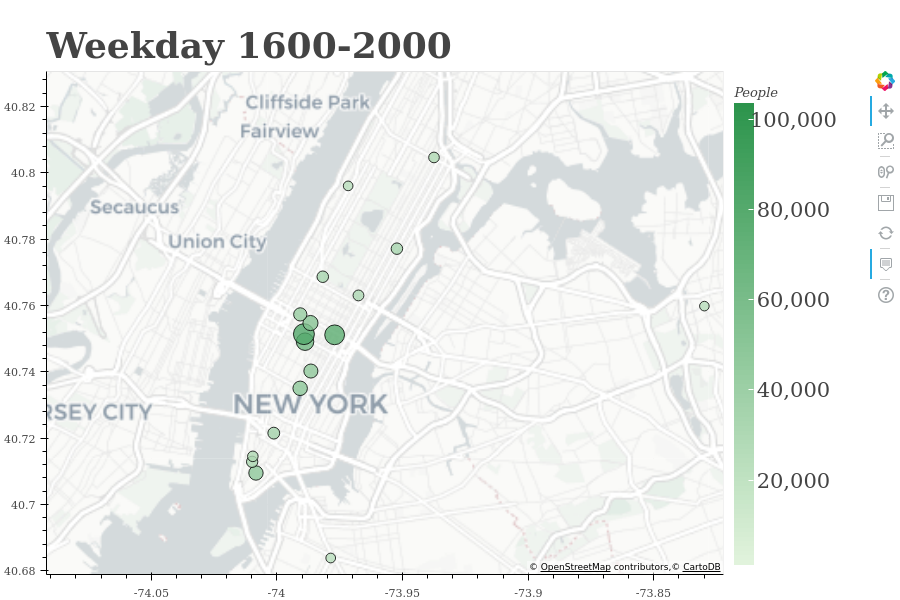 Weekday 1600-2000
People
100,000
80,000
60,000
40,000
20,000
40.82
40.8
40.78
40.76
40.74
40.72
40.7
40.68
Cliffside Park
Fairview
Secaucus
Union City
NEW YORK
RSEY CITY
© OpenStreetMap contributors,© CartoDB
-74.05
-74
-73.95
-73.9
-73.85